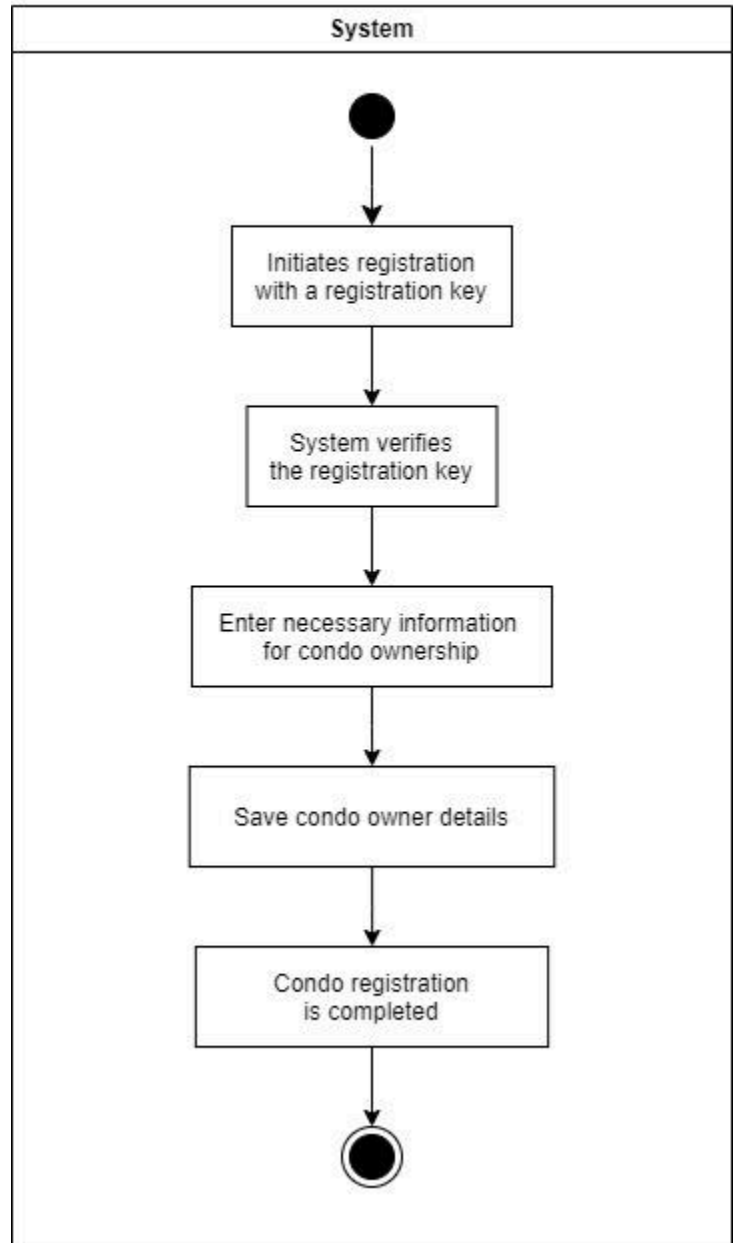 System
Initiates registration
with a registration key
System verifies
the registration key
Enter necessary information
for condo ownership
Save condo owner details
Condo registration
is completed